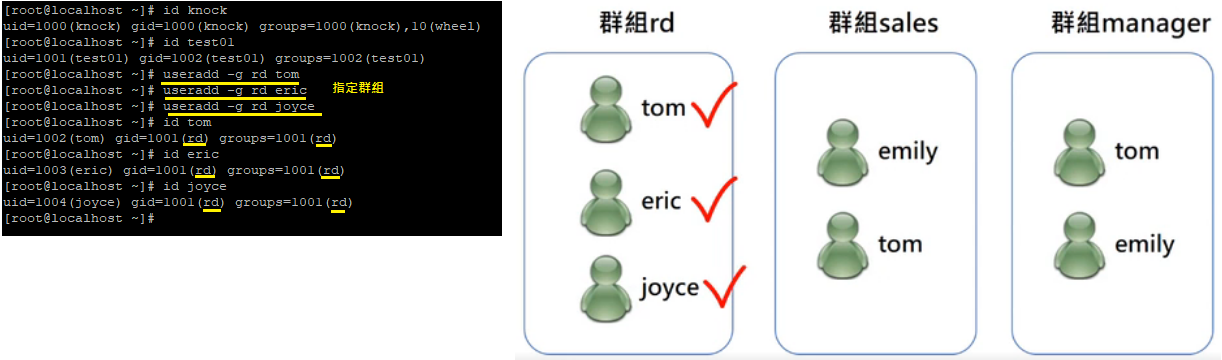 [root@localhost ~]# id knock
uid=1000(knock) gid=1000(knock) groups=1000(knock),10(wheel)
[root@localhost ~]# id test01
uid=1001(test01) gid=1002(test01) groups=1002(test01)
[root@localhost ~]# useradd -g rd tom
[root@localhost ~]# useradd -g rd eric
指定群組
[root@localhost ~]# useradd -g rd joyce
[root@localhost ~]# id tom
uid=1002(tom) gid=1001(rd) groups=1001(rd)
[root@localhost ~]# id eric
uid=1003(eric) gid=1001(rd) groups=1001(rd)
[root@localhost ~]# id joyce
uid=1004(joyce) gid=1001(rd) groups=1001(rd)
[root@localhost ~]#
群組rd
tom
eric
joyce
群組sales
emily
tom
群組manager
tom
emily